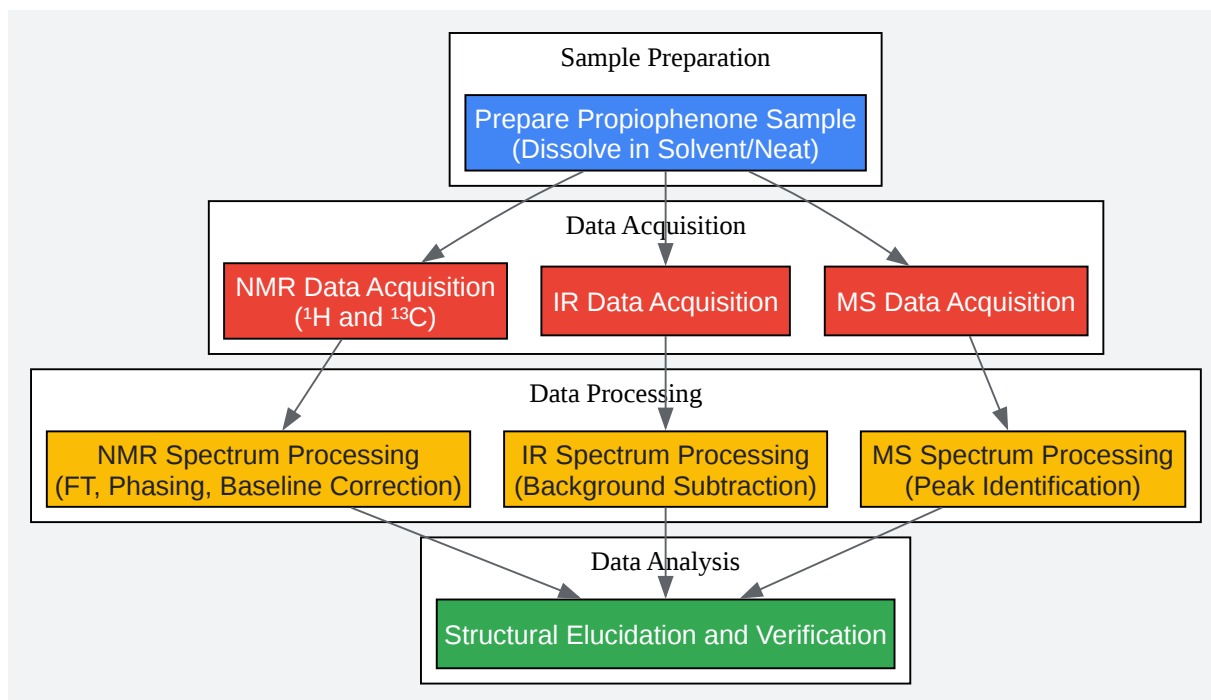 Sample Preparation
Prepare Propiophenone Sample
(Dissolve in Solvent/Neat)
Data Acquisition
NMR Data Acquisition
(¹H and ¹³C)
IR Data Acquisition
MS Data Acquisition
Data Processing
NMR Spectrum Processing
(FT, Phasing, Baseline Correction)
IR Spectrum Processing
(Background Subtraction)
MS Spectrum Processing
(Peak Identification)
Data Analysis
Structural Elucidation and Verification